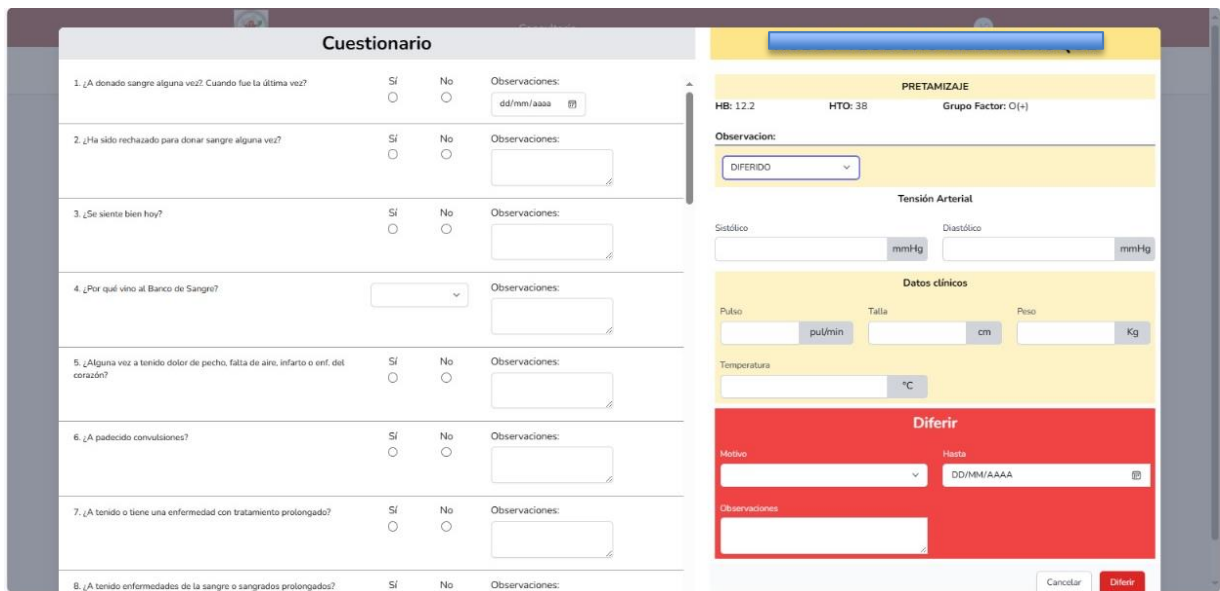 Cuestionario
1. ¿A donado sangre alguna vez?. Cuando fue la última vez?
Sí
No
Observaciones:
dd/mm/aaaa
2. ¿Ha sido rechazado para donar sangre alguna vez?
Sí
No
Observaciones:
3. ¿Se siente bien hoy?
Sí
No
Observaciones:
4. ¿Por qué vino al Banco de Sangre?
Observaciones:
5. ¿Alguna vez a tenido dolor de pecho, falta de aire, infarto o enf. del
corazón?
Sí
No
Observaciones:
6. ¿A padecido convulsiones?
Sí
No
Observaciones:
7. ¿A tenido o tiene una enfermedad con tratamiento prolongado?
Sí
No
Observaciones:
8. ¿A tenido enfermedades de la sangre o sangrados prolongados?
Sí
No
Observaciones:
PRETAMIZAJE
HB: 12.2 HTO: 38 Grupo Factor: O(+)
Observacion:
DIFERIDO
Tensión Arterial
Sistólico
mmHg
Diastólico
mmHg
Datos clínicos
Pulso
pul/min
Talla
cm
Peso
Kg
Temperatura
°C
Diferir
Motivo
Hasta
DD/MM/AAAA
Observaciones
Cancelar
Diferir